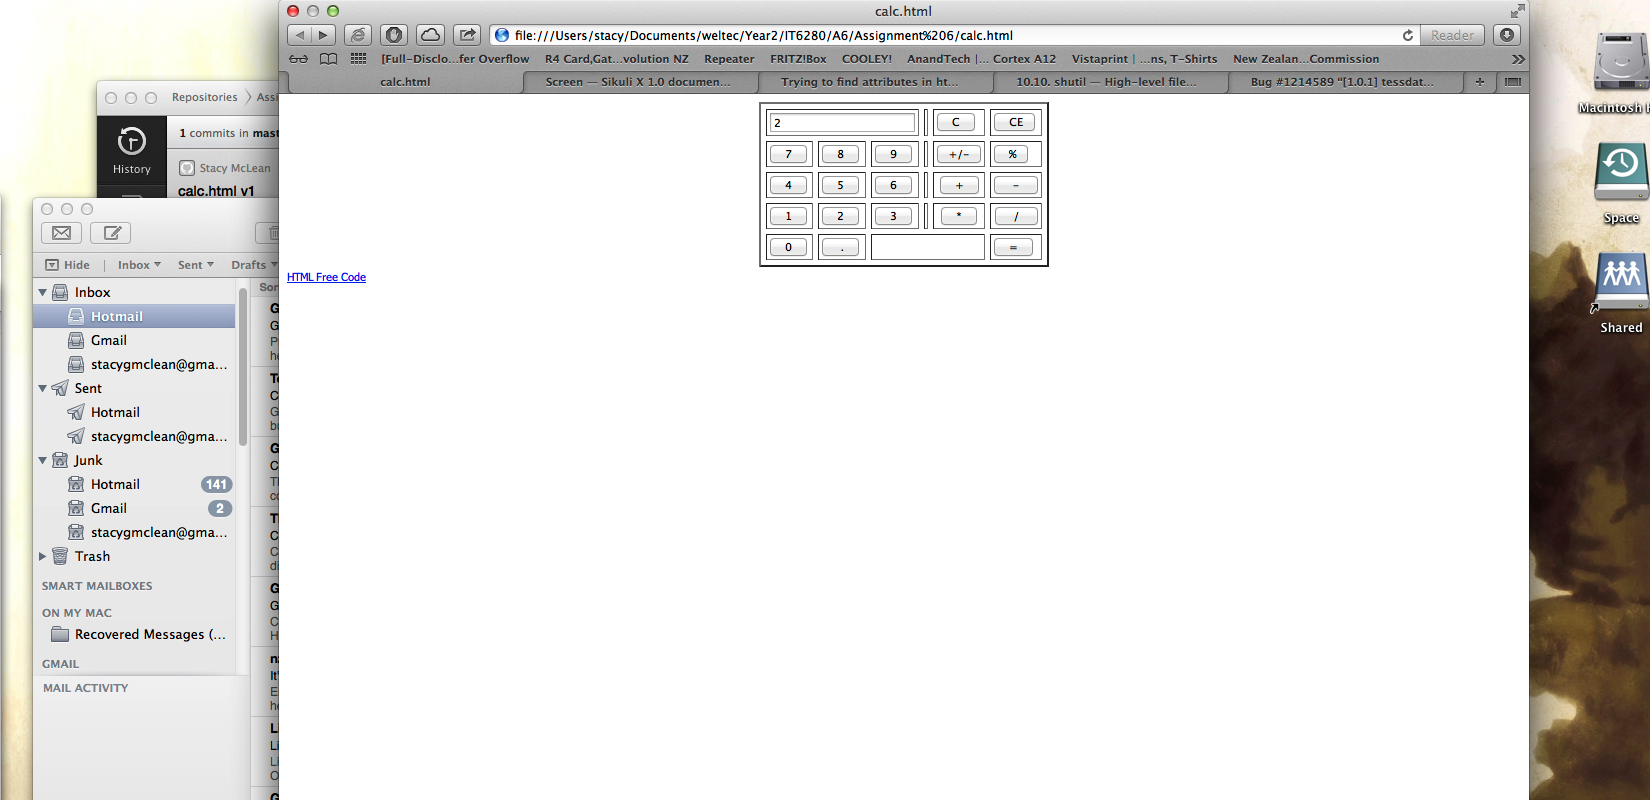 calc.html
file:///Users/stacy/Documents/weltec/Year2/IT6280/A6/Assignment%206/calc.html
Reader
[Full-Disclo...fer Overflow R4 Card,Gat...volution NZ Repeater FRITZ!Box COOLEY! AnandTech |... Cortex A12 Vistaprint | ...ns, T-Shirts New Zealan...Commission
calc.html Screen — Sikuli X 1.0 documen... Trying to find attributes in ht... 10.10. shutil — High-level file... Bug #1214589 "[1.0.1] tessdat...
2 C CE
7 8 9 +/- %
4 5 6 + -
1 2 3 * /
0 . =
HTML Free Code
Repositories Assi
1 commits in mast
History
Stacy McLean
calc.html v1
Hide Inbox Sent Drafts
Inbox
Hotmail
Gmail
stacygmclean@gma...
Sent
Hotmail
stacygmclean@gma...
Junk
Hotmail 141
Gmail 2
stacygmclean@gma...
Trash
SMART MAILBOXES
ON MY MAC
Recovered Messages (...
GMAIL
MAIL ACTIVITY
Macintosh H
Space
Shared